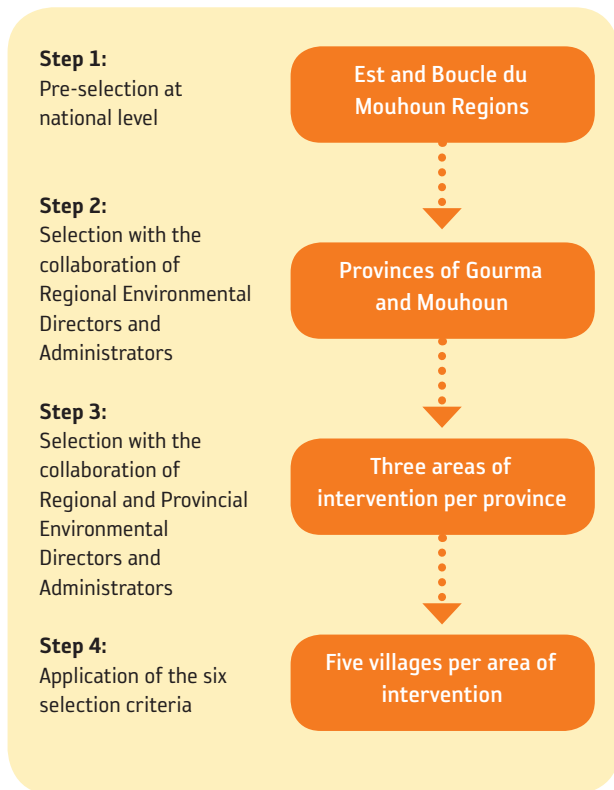 Step 1:
Pre-selection at
national level
Est and Boucle du
Mouhoun Regions
Step 2:
Selection with the
collaboration of
Regional Environmental
Directors and
Administrators
Provinces of Gourma
and Mouhoun
Step 3:
Selection with the
collaboration of
Regional and Provincial
Environmental
Directors and
Administrators
Three areas of
intervention per province
Step 4:
Application of the six
selection criteria
Five villages per area of
intervention